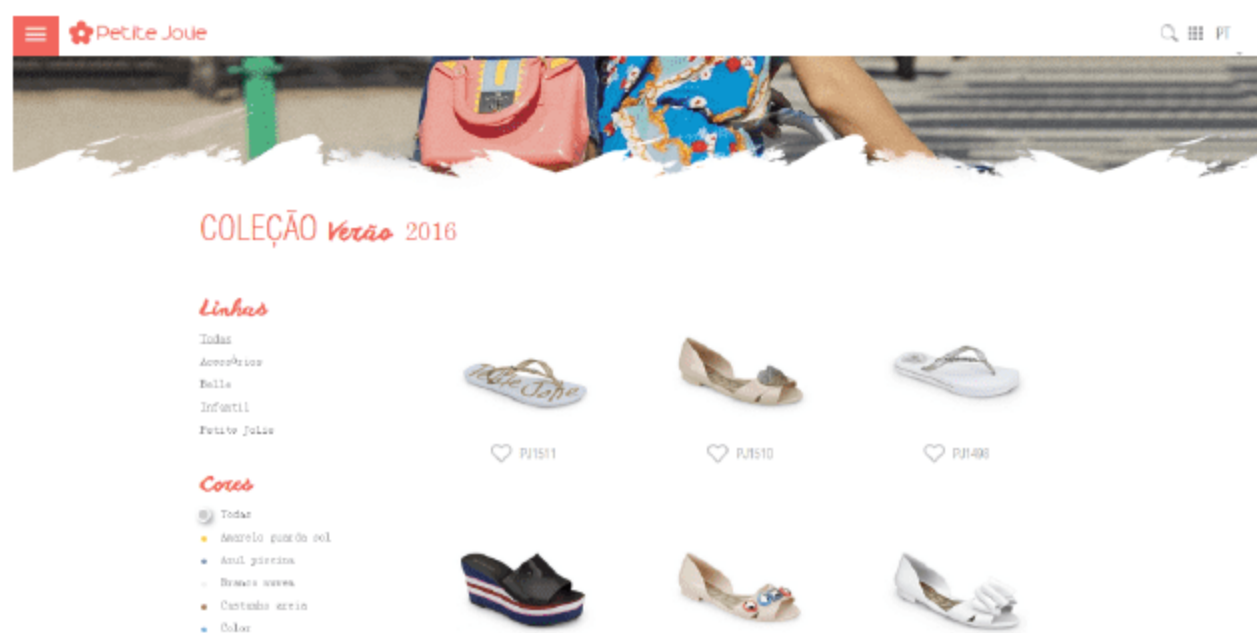 Petite Jolie
PT
COLEÇÃO Verão 2016
Linhas
Todas
Acessórios
Balls
Infantil
Petite Jolie
PJ1511
PJ1510
PJ1498
Cores
Todas
Amarelo guarda sol
Azul piscina
Branco nuvem
Castanho areia
Color